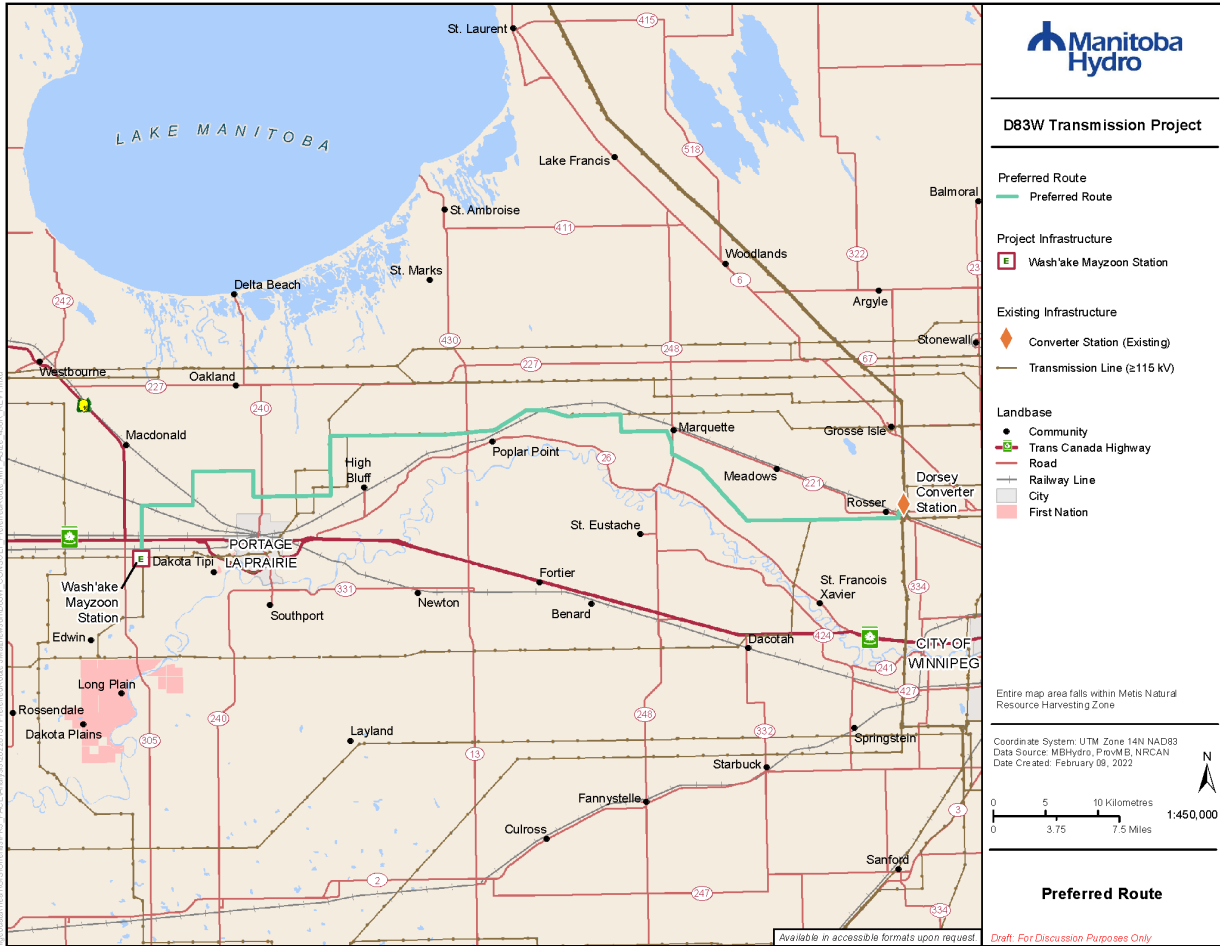 St. Laurent
415
LAKE MANITOBA
518
Lake Francis
Balmoral
St. Ambroise
411
Woodlands
322
St. Marks
6
23
Delta Beach
Argyle
242
430
248
Stonewall
67
227
Westbourne
227
Oakland
240
Macdonald
Marquette
Grosse Isle
Poplar Point
26
High
Bluff
Meadows
221
Dorsey
Converter
Station
Rosser
St. Eustache
PORTAGE
LA PRAIRIE
E
Dakota Tipi
Wash'ake
Mayzoon
Station
Fortier
331
Newton
Benard
St. Francois
Xavier
334
Southport
Edwin
Dacotah
424
CITY OF
WINNIPEG
241
427
Long Plain
Rossendale
Dakota Plains
240
248
305
Layland
13
332
Springstein
Starbuck
Fannystelle
3
Culross
2
247
Sanford
334
Available in accessible formats upon request.
Manitoba
Hydro
D83W Transmission Project
Preferred Route
Preferred Route
Project Infrastructure
E
Wash'ake Mayzoon Station
Existing Infrastructure
Converter Station (Existing)
Transmission Line (≥115 kV)
Landbase
Community
Trans Canada Highway
Road
Railway Line
City
First Nation
Entire map area falls within Metis Natural
Resource Harvesting Zone
Coordinate System: UTM Zone 14N NAD83
Data Source: MBHydro, ProvMB, NRCAN
Date Created: February 09, 2022
N
0 5 10 Kilometres
0 3.75 7.5 Miles
1:450,000
Preferred Route
Draft: For Discussion Purposes Only